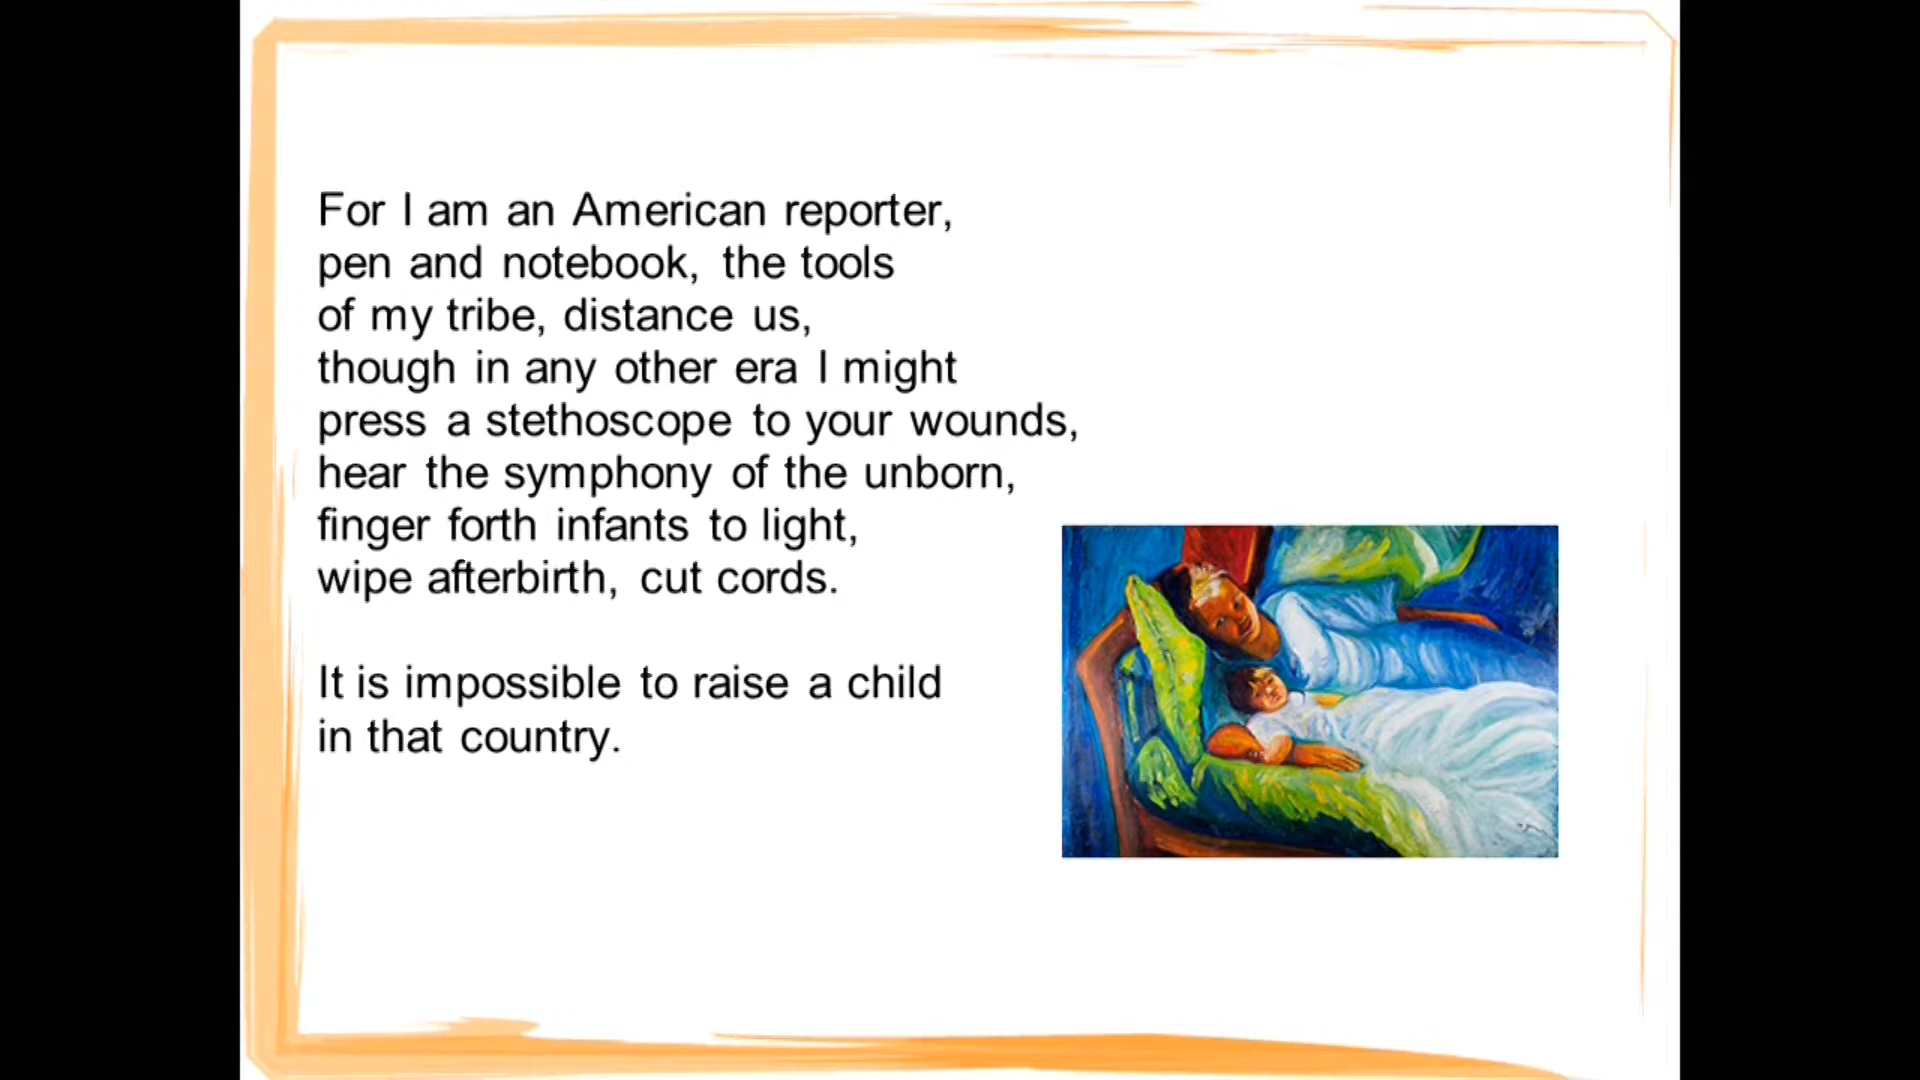 For I am an American reporter,
pen and notebook, the tools
of my tribe, distance us,
though in any other era I might
press a stethoscope to your wounds,
hear the symphony of the unborn,
finger forth infants to light,
wipe afterbirth, cut cords.
It is impossible to raise a child
in that country.